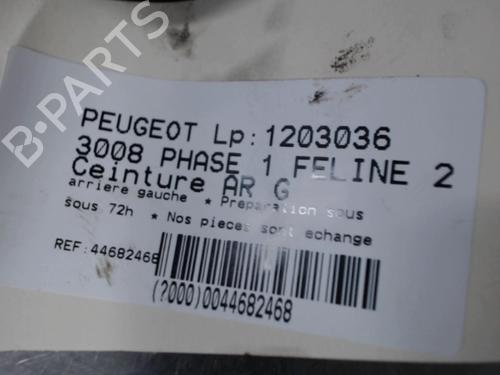 B-PARTS
PEUGEOT Lp:1203036
3008 PHASE 1 FELINE 2
Ceinture AR G
arriere gauche * Preparation sous
sous 72h * Nos pieces sont echange
REF:44682468
(?000)0044682468